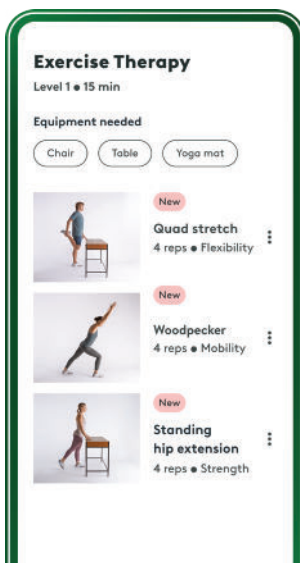 Exercise Therapy
Level 1 • 15 min
Equipment needed
Chair
Table
Yoga mat
New
Quad stretch
4 reps • Flexibility
New
Woodpecker
4 reps • Mobility
New
Standing
hip extension
4 reps • Strength